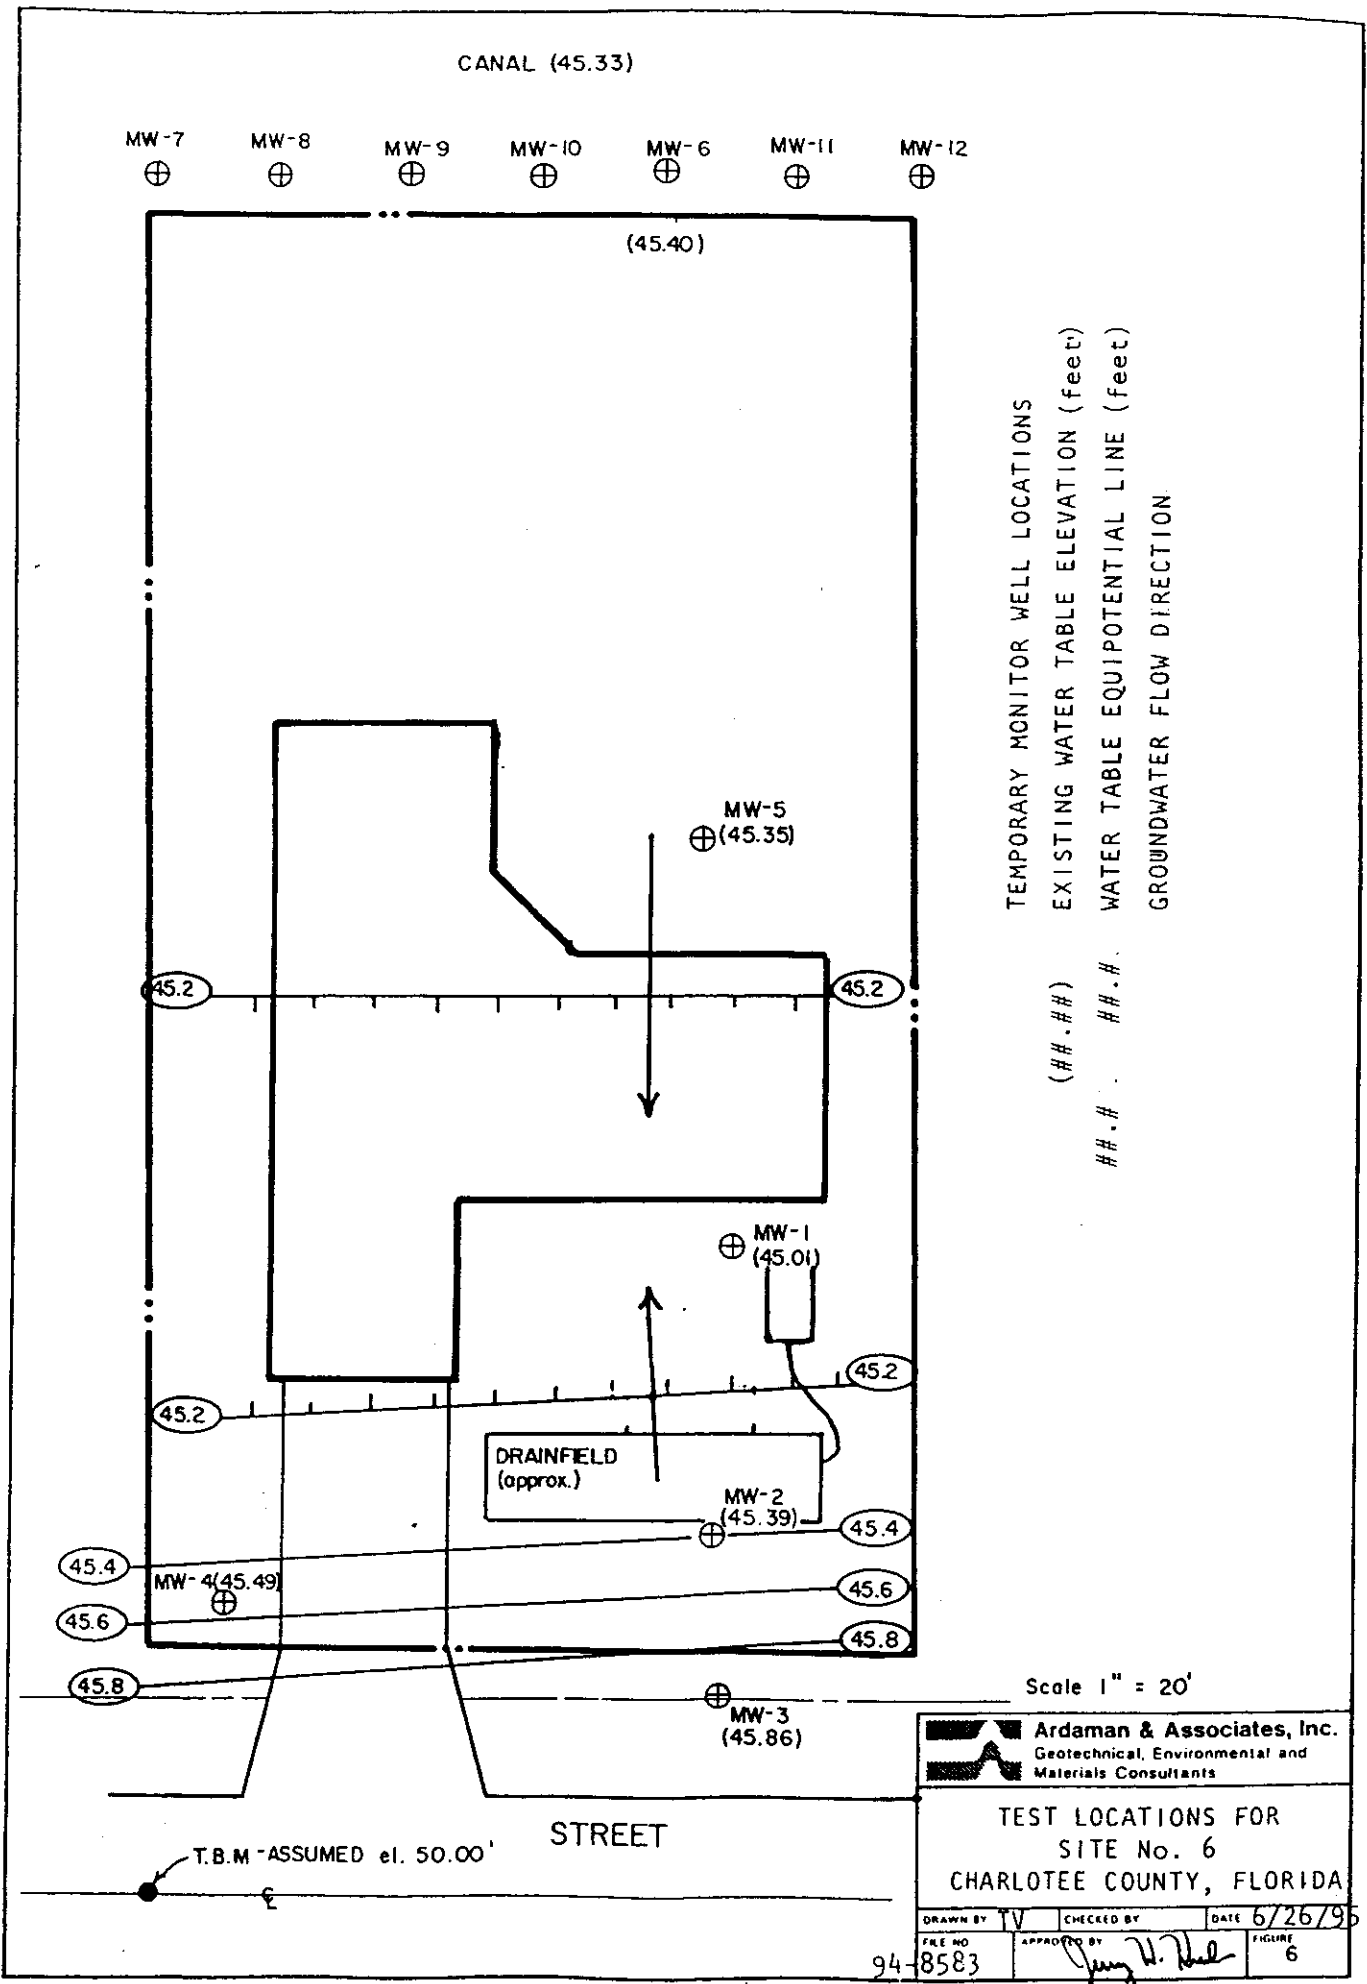 CANAL (45.33)
MW-7 MW-8 MW-9 MW-10 MW-6 MW-11 MW-12
(45.40)
TEMPORARY MONITOR WELL LOCATIONS
(##.##) EXISTING WATER TABLE ELEVATION (feet)
##.# . ##.#. WATER TABLE EQUIPOTENTIAL LINE (feet)
GROUNDWATER FLOW DIRECTION
MW-5
(45.35)
45.2 45.2
MW-1
(45.01)
45.2
45.2
DRAINFIELD
(approx.)
MW-2
(45.39)
45.4
45.4
MW-4(45.49)
45.6
45.6
45.8
45.8
MW-3
(45.86)
Scale 1" = 20'
Ardaman & Associates, Inc.
Geotechnical, Environmental and
Materials Consultants
TEST LOCATIONS FOR
SITE No. 6
CHARLOTEE COUNTY, FLORIDA
STREET
T.B.M-ASSUMED el. 50.00'
℄
DRAWN BY TV CHECKED BY DATE 6/26/95
FILE NO 94-8583 APPROVED BY FIGURE 6